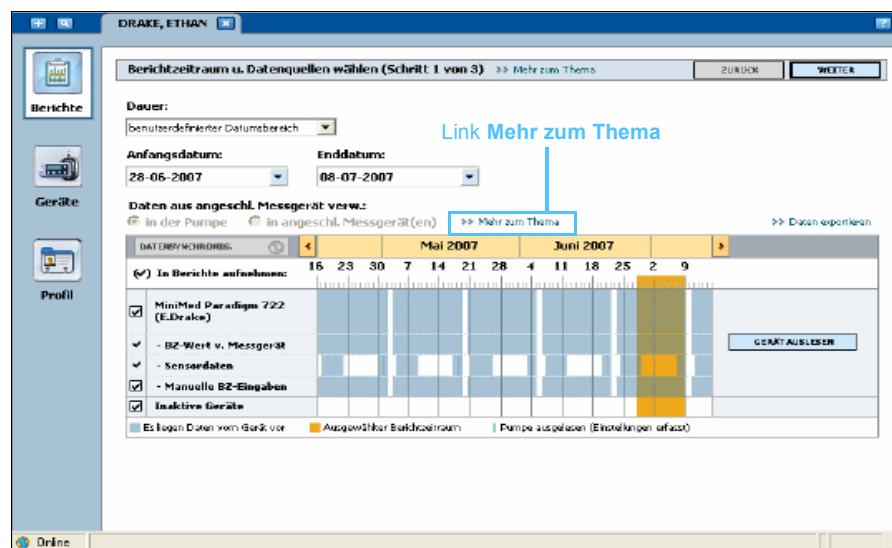 DRAKE, ETHAN
Berichtzeitraum u. Datenquellen wählen (Schritt 1 von 3) >> Mehr zum Thema ZURÜCK WEITER
Berichte
Dauer:
benutzerdefinierter Datumsbereich
Link Mehr zum Thema
Anfangsdatum: Enddatum:
28-06-2007 08-07-2007
Geräte
Daten aus angeschl. Messgerät verw.:
in der Pumpe in angeschl. Messgerät(en) >> Mehr zum Thema >> Daten exportieren
DATENSYNCHRONIS. Mai 2007 Juni 2007
(✓) In Berichte aufnehmen: 16 23 30 7 14 21 28 4 11 18 25 2 9
Profil
MiniMed Paradigm 722
(E.Drake)
- BZ-Wert v. Messgerät GERÄT AUSLESEN
- Sensordaten
- Manuelle BZ-Eingaben
Inaktive Geräte
Es liegen Daten vom Gerät vor Ausgewählter Berichtzeitraum Pumpe ausgelesen (Einstellungen erfasst)
Online